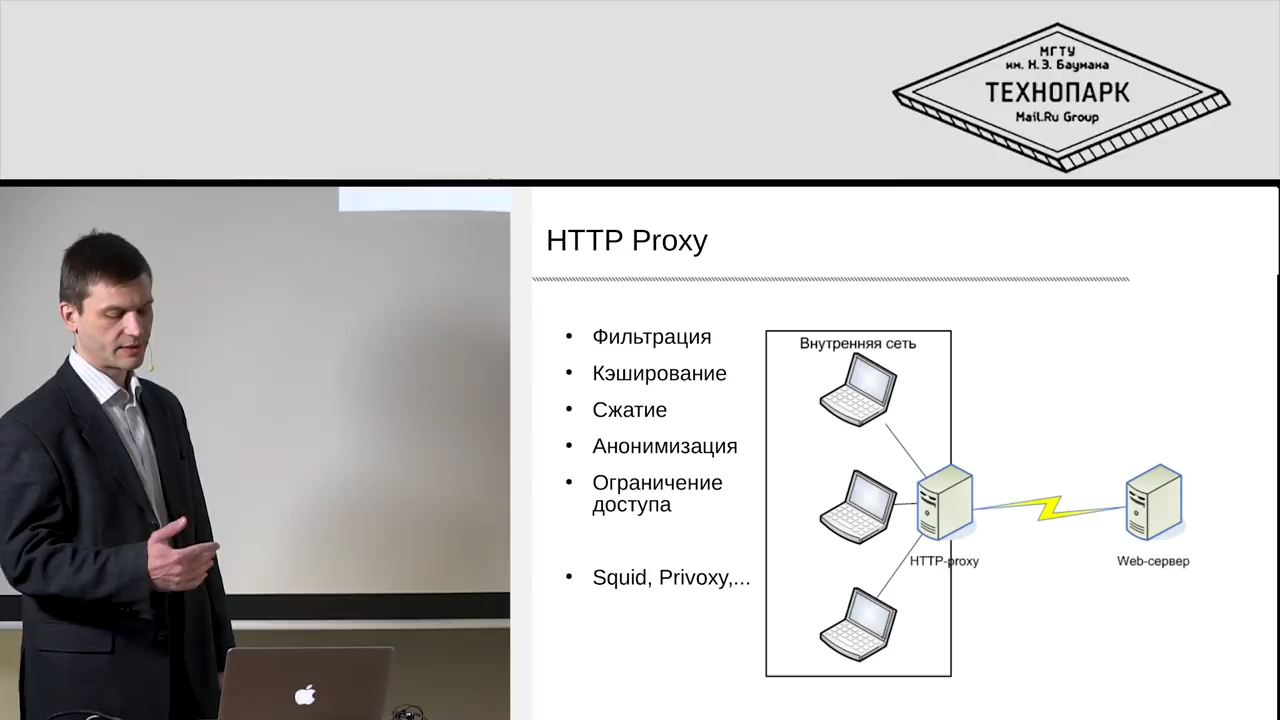 МГТУ
им. Н.Э. Баумана
ТЕХНОПАРК
Mail.Ru Group
HTTP Proxy
• Фильтрация
• Кэширование
• Сжатие
• Анонимизация
• Ограничение
доступа
• Squid, Privoxy,...
Внутренняя сеть
HTTP-proxy
Web-сервер